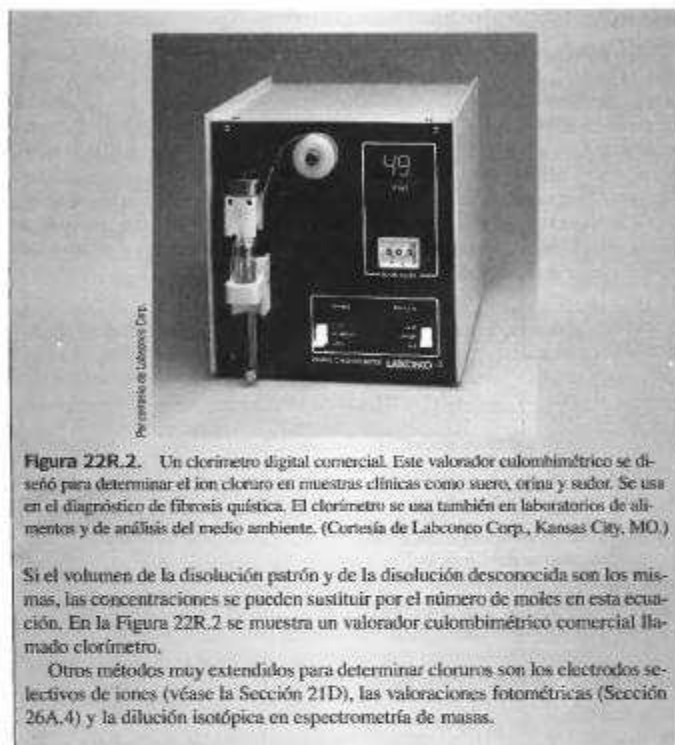 Por cortesía de Labconco Corp.
49
LABCONCO
Figura 22R.2. Un clorímetro digital comercial. Este valorador culombimétrico se di-
señó para determinar el ion cloruro en muestras clínicas como suero, orina y sudor. Se usa
en el diagnóstico de fibrosis quística. El clorímetro se usa también en laboratorios de ali-
mentos y de análisis del medio ambiente. (Cortesía de Labconco Corp., Kansas City, MO.)
Si el volumen de la disolución patrón y de la disolución desconocida son los mis-
mas, las concentraciones se pueden sustituir por el número de moles en esta ecua-
ción. En la Figura 22R.2 se muestra un valorador culombimétrico comercial lla-
mado clorímetro.
Otros métodos muy extendidos para determinar cloruros son los electrodos se-
lectivos de iones (véase la Sección 21D), las valoraciones fotométricas (Sección
26A.4) y la dilución isotópica en espectrometría de masas.